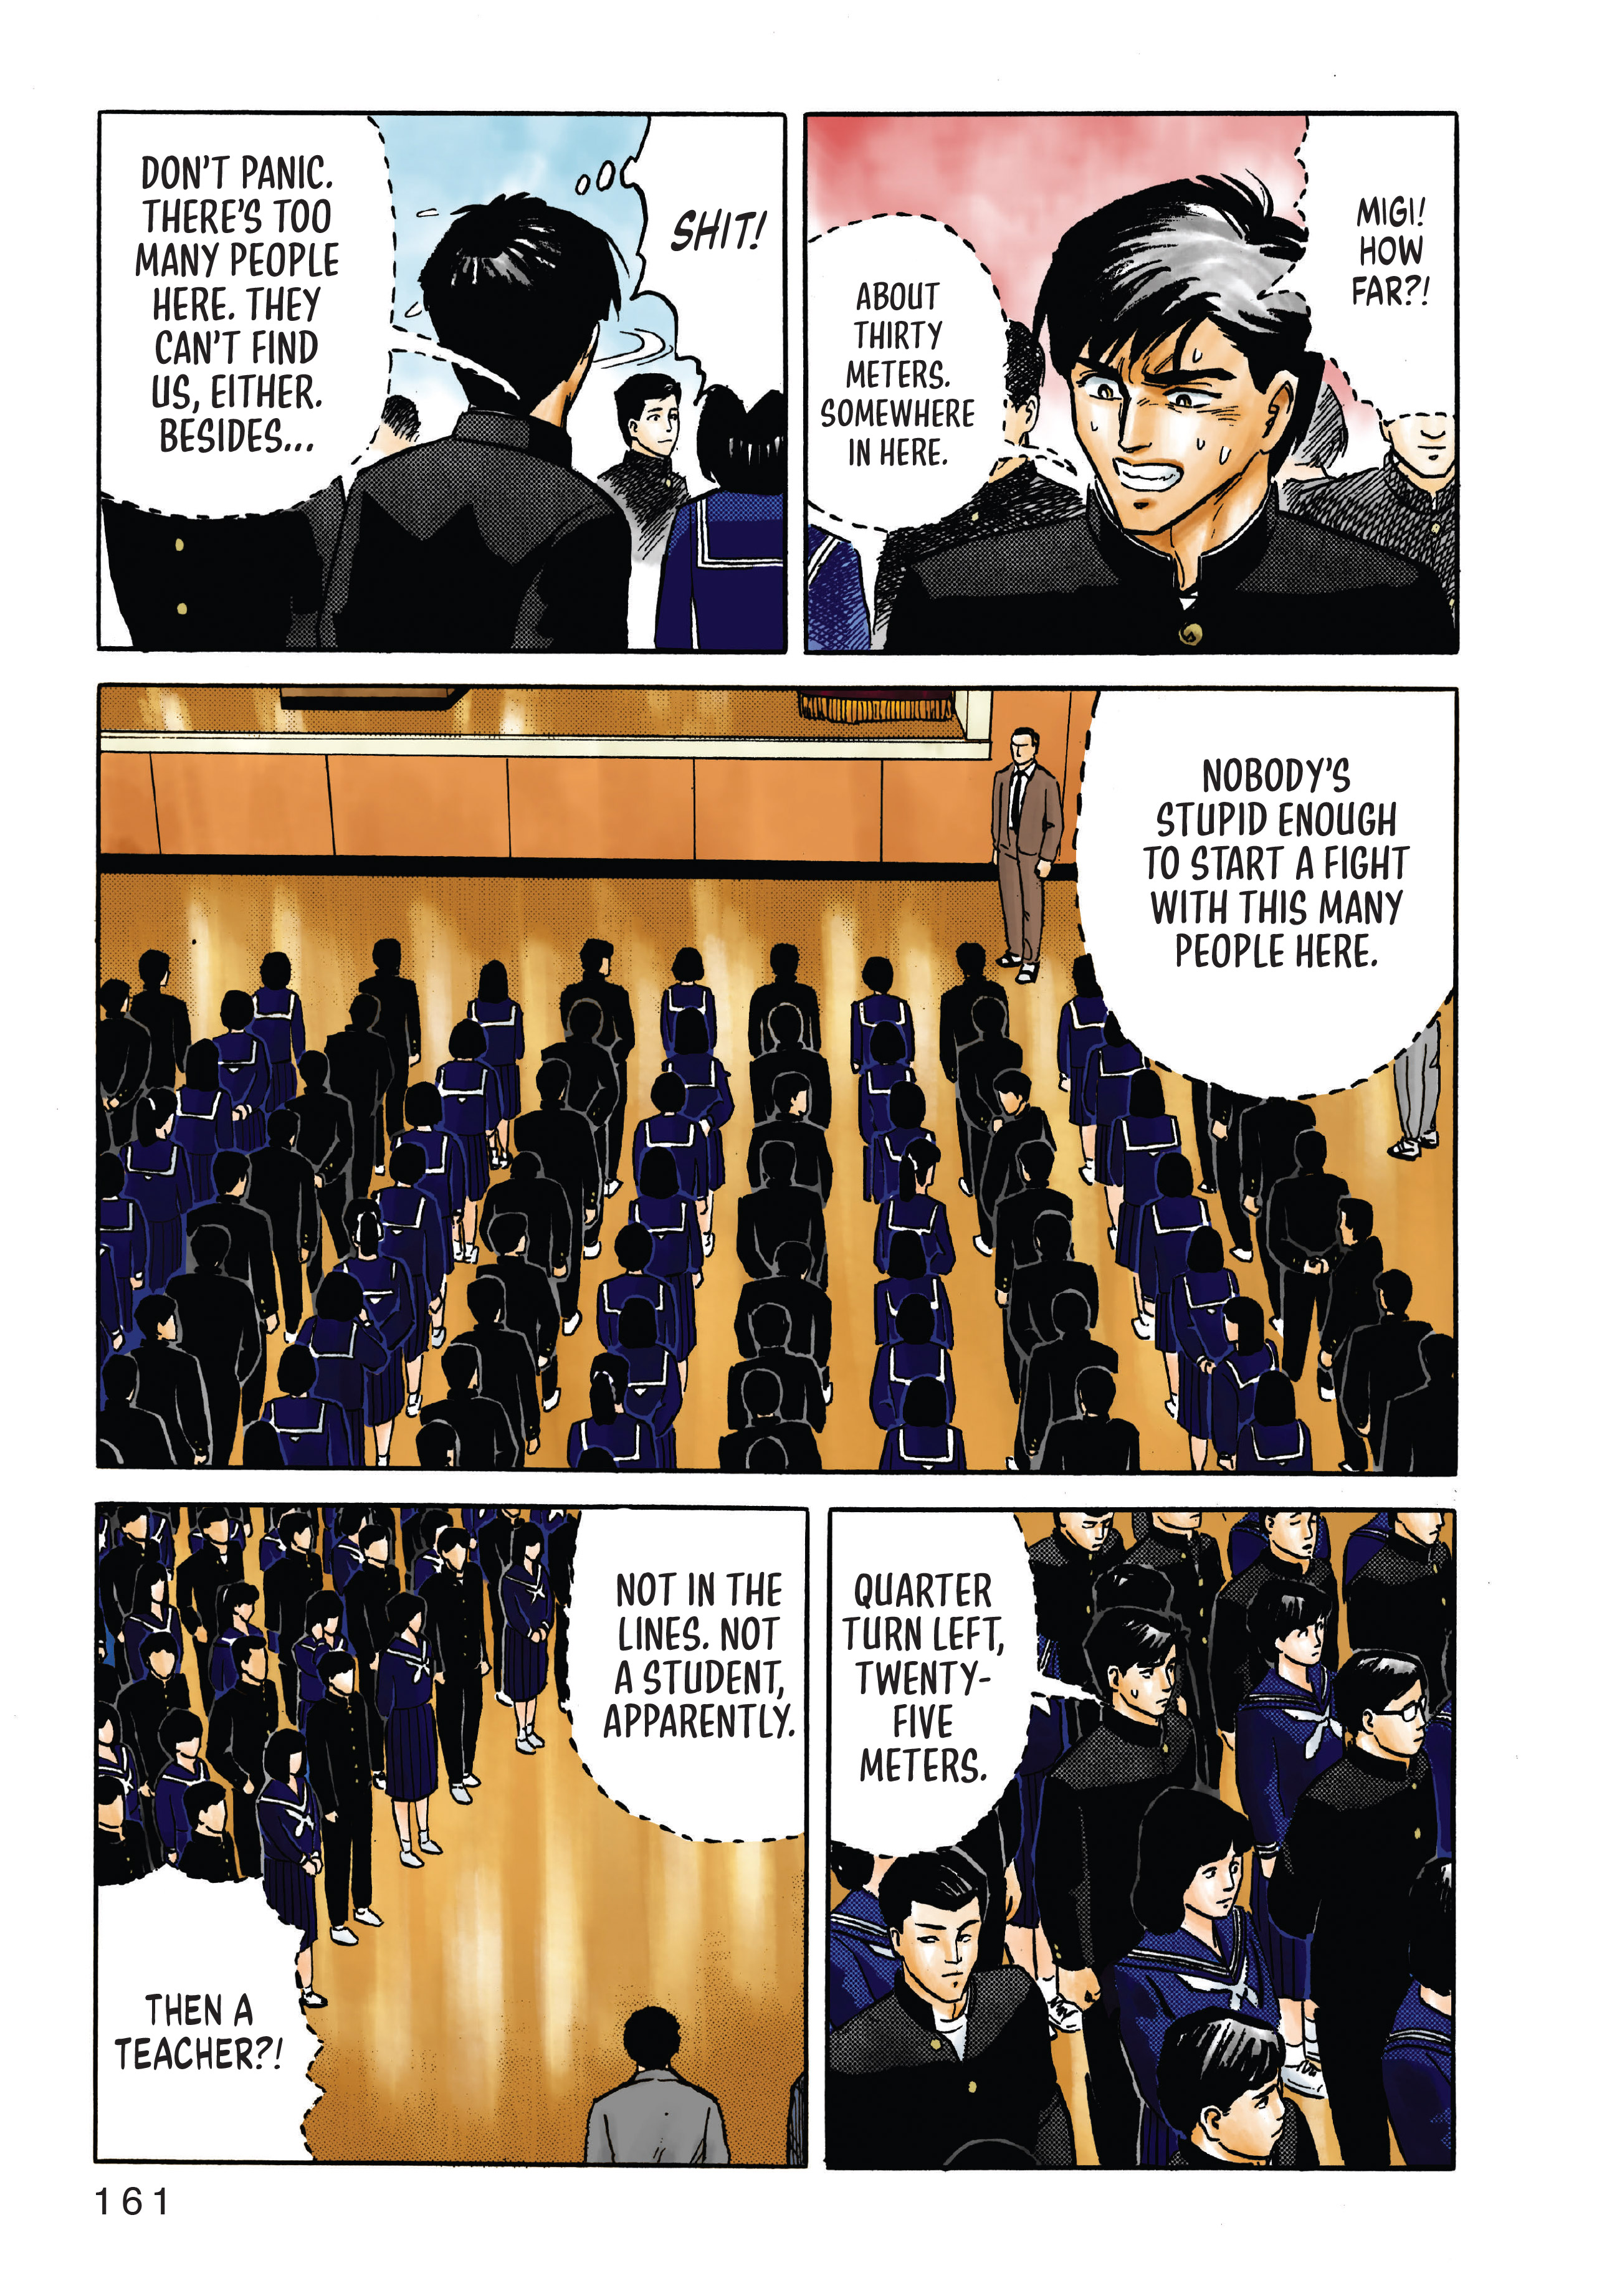 MIGI!
HOW
FAR?!
ABOUT
THIRTY
METERS.
SOMEWHERE
IN HERE.
SHIT!
DON'T PANIC.
THERE'S TOO
MANY PEOPLE
HERE. THEY
CAN'T FIND
US, EITHER.
BESIDES...
NOBODY'S
STUPID ENOUGH
TO START A FIGHT
WITH THIS MANY
PEOPLE HERE.
QUARTER
TURN LEFT,
TWENTY-
FIVE
METERS.
NOT IN THE
LINES. NOT
A STUDENT,
APPARENTLY.
THEN A
TEACHER?!
161